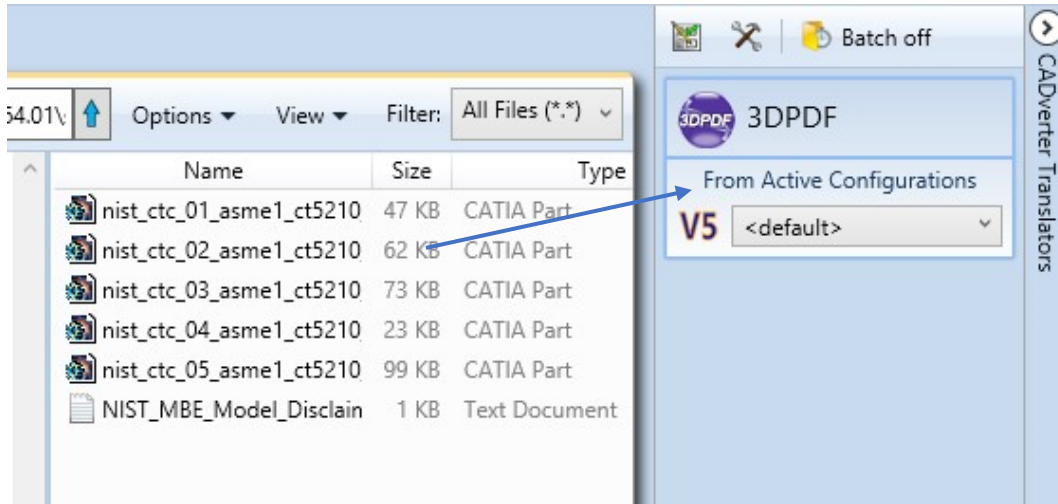 Batch off
54.01\
Options
View
Filter:
All Files (*.*)
Name Size Type
nist_ctc_01_asme1_ct5210 47 KB CATIA Part
nist_ctc_02_asme1_ct5210 62 KB CATIA Part
nist_ctc_03_asme1_ct5210 73 KB CATIA Part
nist_ctc_04_asme1_ct5210 23 KB CATIA Part
nist_ctc_05_asme1_ct5210 99 KB CATIA Part
NIST_MBE_Model_Disclain 1 KB Text Document
3DPDF
3DPDF
From Active Configurations
V5
<default>
CADverter Translators